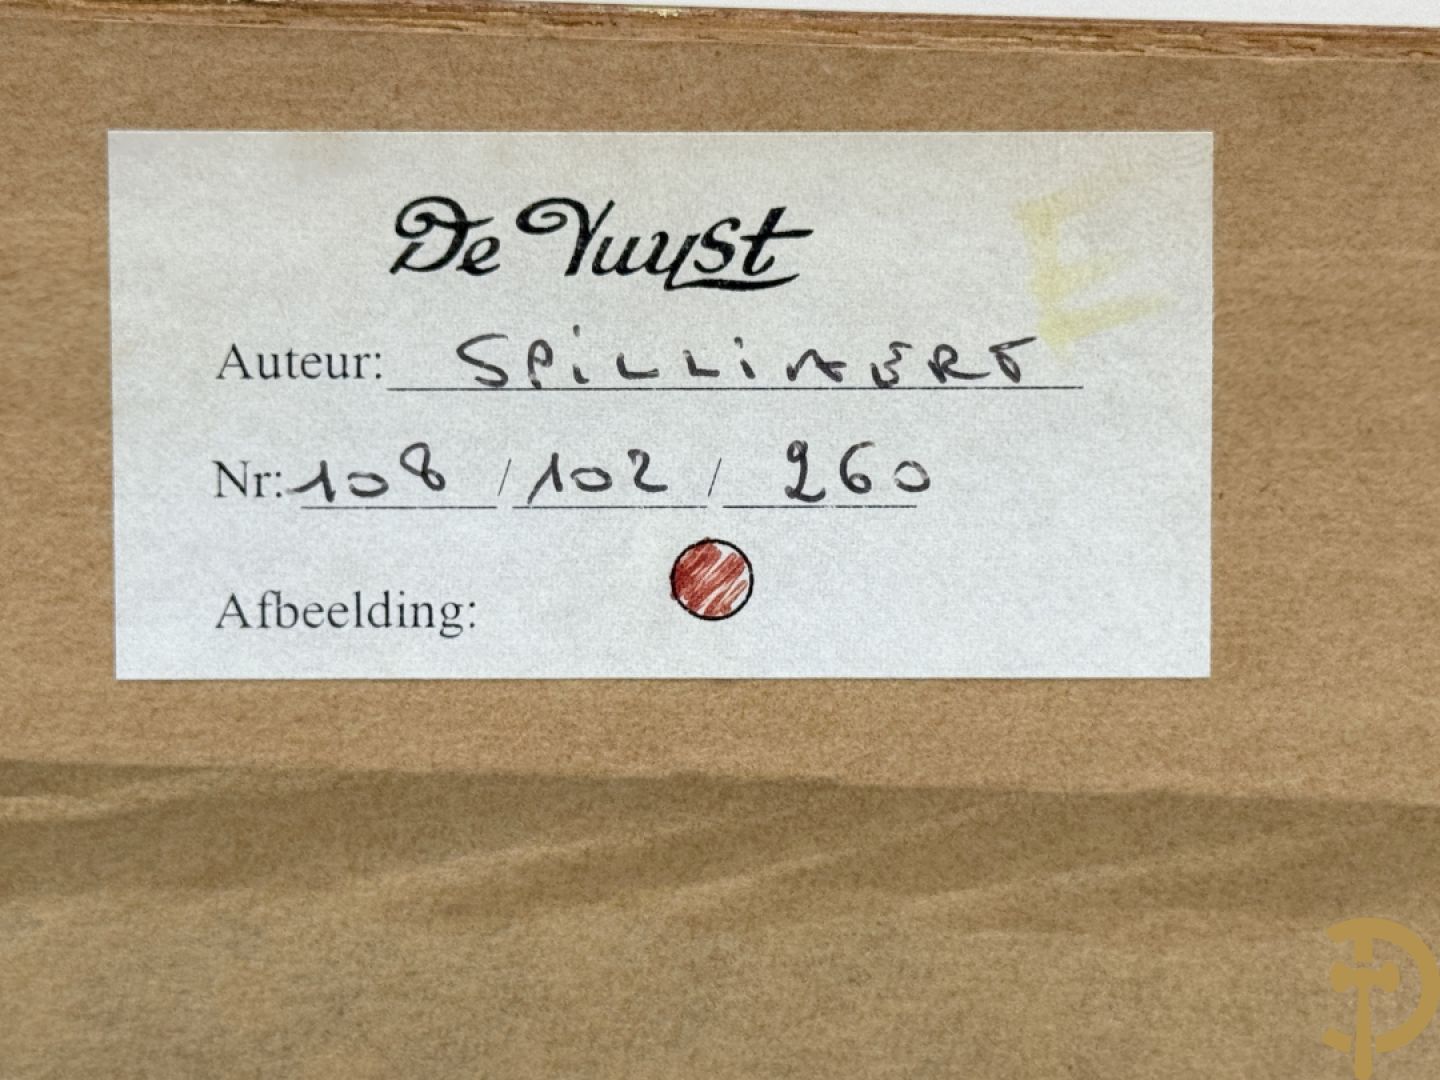 De Vuyst
Auteur: SPiLLiAERT
Nr: 108 / 102 / 260
Afbeelding: